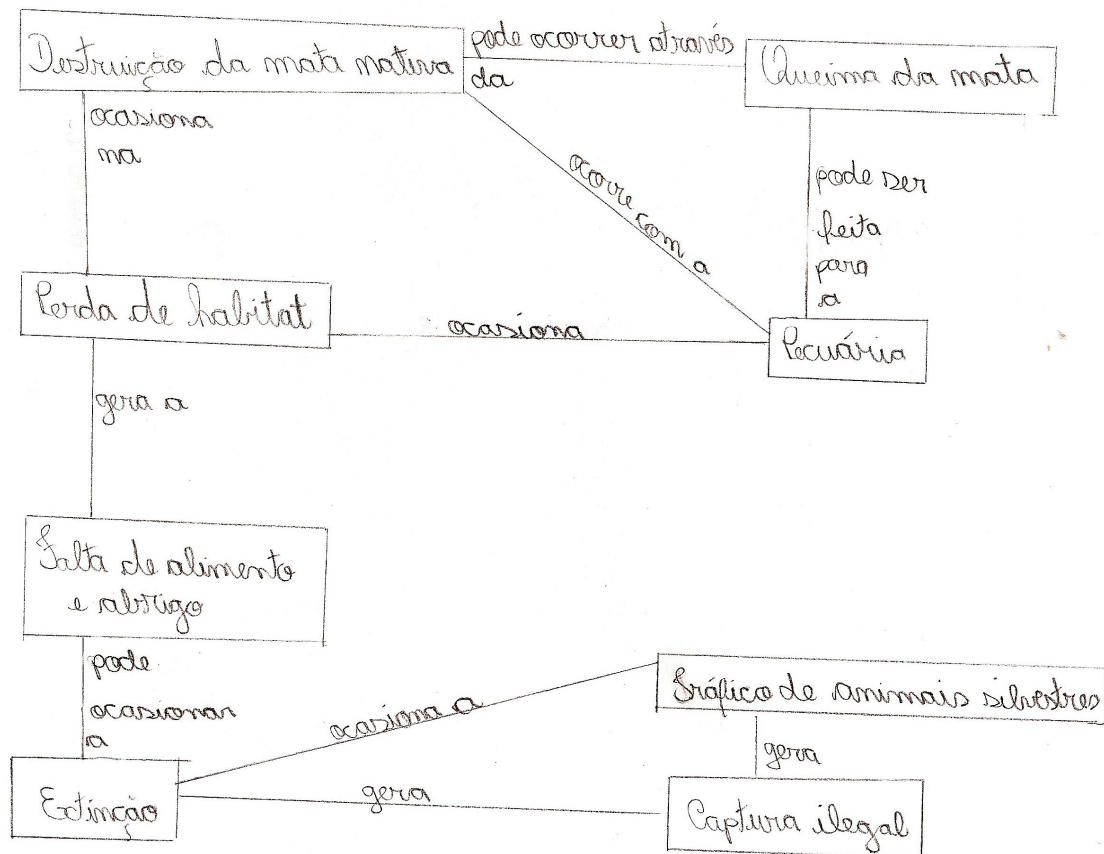 Destruição da mata nativa
pode ocorrer através
da
Queima da mata
ocasiona
na
ocorre com a
pode ser
feita
para
a
Perda de habitat
ocasiona
Pecuária
gera a
Falta de alimento
e abrigo
pode
ocasionar
a
ocasiona a
Tráfico de animais silvestres
gera
Extinção
gera
Captura ilegal